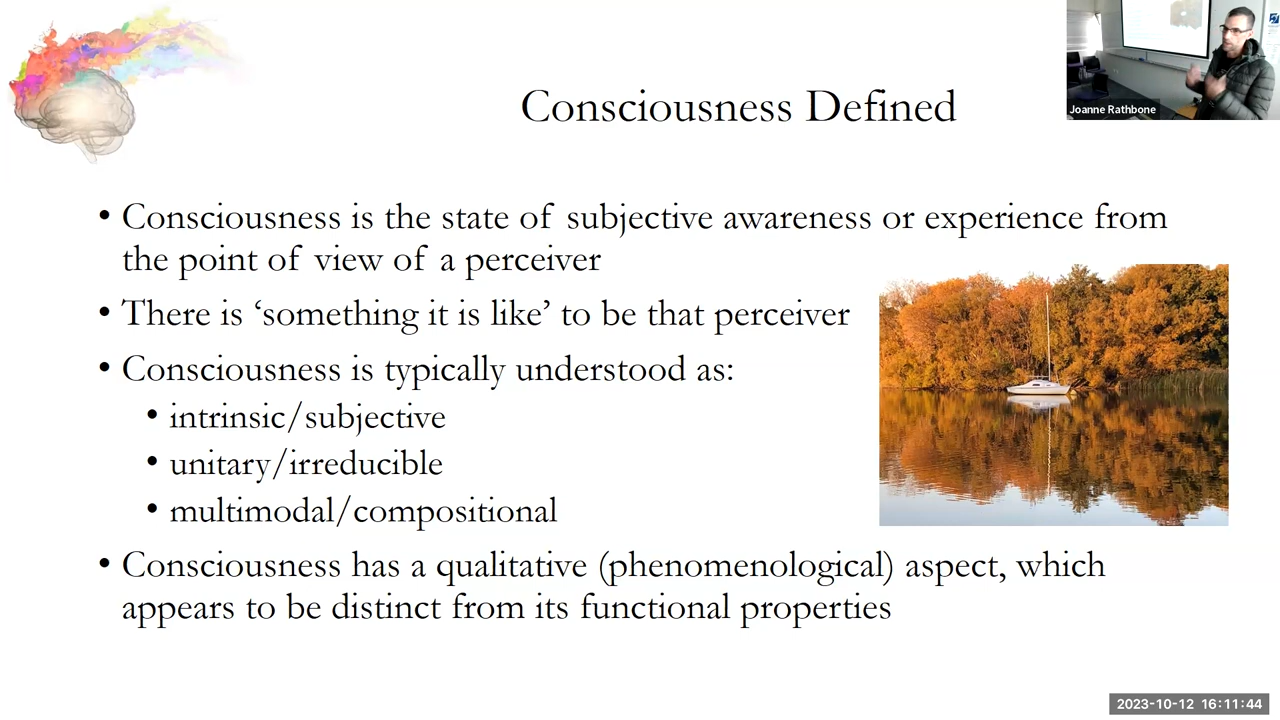 Consciousness Defined
Joanne Rathbone
• Consciousness is the state of subjective awareness or experience from
the point of view of a perceiver
• There is ‘something it is like’ to be that perceiver
• Consciousness is typically understood as:
• intrinsic/subjective
• unitary/irreducible
• multimodal/compositional
• Consciousness has a qualitative (phenomenological) aspect, which
appears to be distinct from its functional properties
2023-10-12 16:11:44